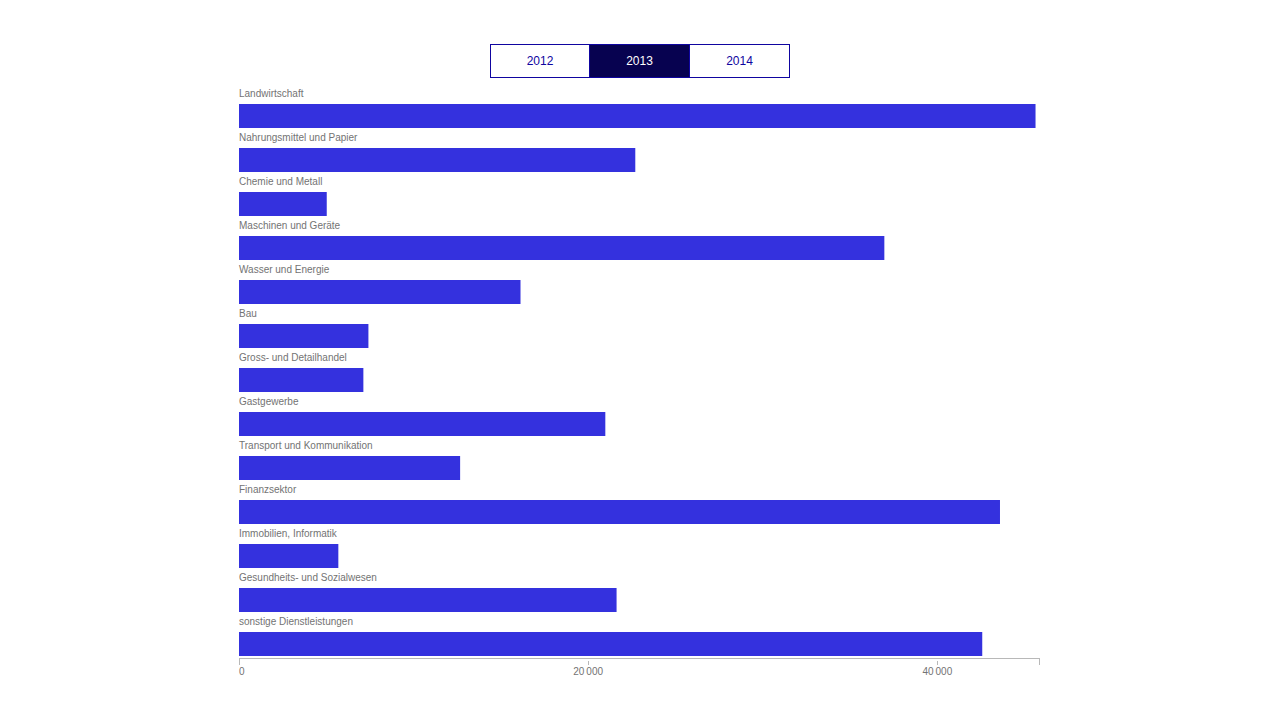 2012 2013 2014
Landwirtschaft
Nahrungsmittel und Papier
Chemie und Metall
Maschinen und Geräte
Wasser und Energie
Bau
Gross- und Detailhandel
Gastgewerbe
Transport und Kommunikation
Finanzsektor
Immobilien, Informatik
Gesundheits- und Sozialwesen
sonstige Dienstleistungen
0 20 000 40 000